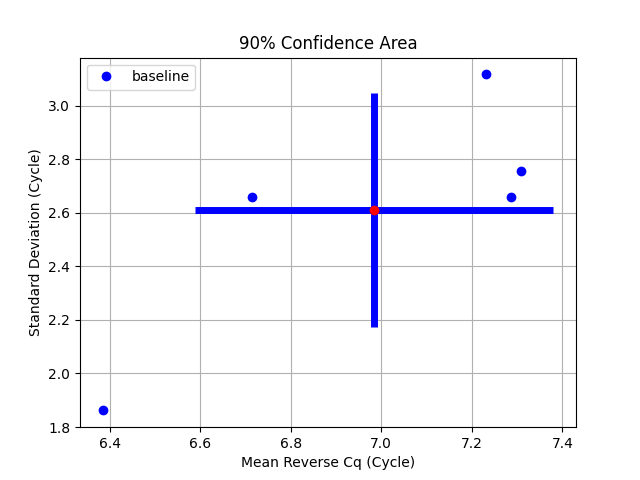 90% Confidence Area
baseline
Standard Deviation (Cycle)
3.0
2.8
2.6
2.4
2.2
2.0
1.8
6.4 6.6 6.8 7.0 7.2 7.4
Mean Reverse Cq (Cycle)